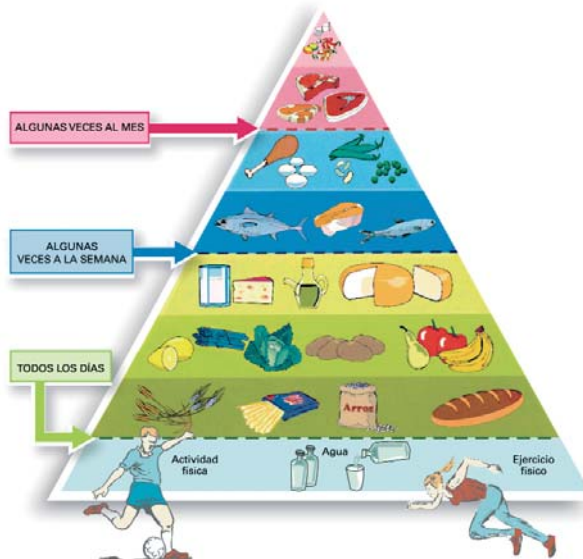 ALGUNAS VECES AL MES
ALGUNAS
VECES A LA SEMANA
TODOS LOS DÍAS
Arroz
Actividad
física
Agua
Ejercicio
físico